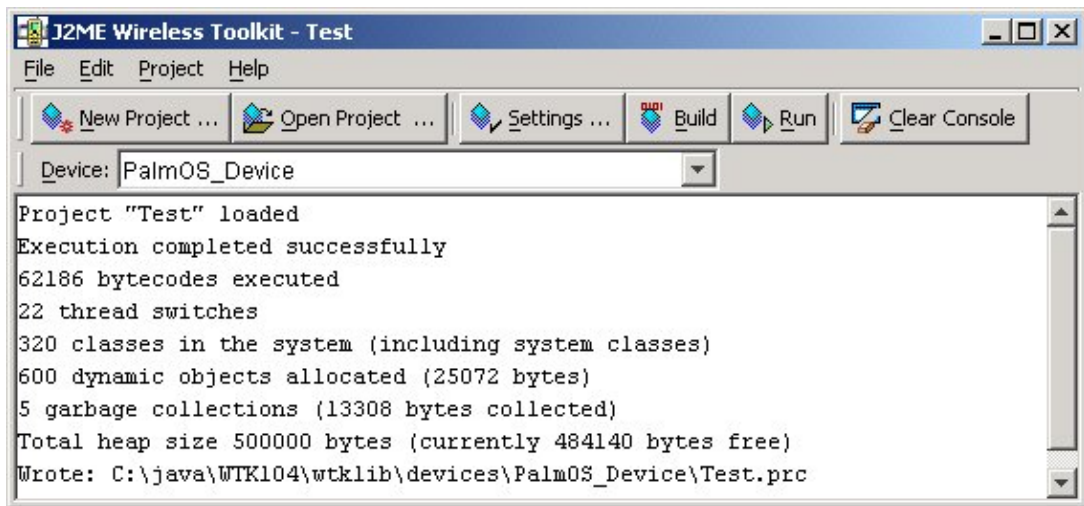 J2ME Wireless Toolkit - Test
File Edit Project Help
New Project ... Open Project ... Settings ... Build Run Clear Console
Device: PalmOS_Device
Project "Test" loaded
Execution completed successfully
62186 bytecodes executed
22 thread switches
320 classes in the system (including system classes)
600 dynamic objects allocated (25072 bytes)
5 garbage collections (13308 bytes collected)
Total heap size 500000 bytes (currently 484140 bytes free)
Wrote: C:\java\WTK104\wtklib\devices\PalmOS_Device\Test.prc